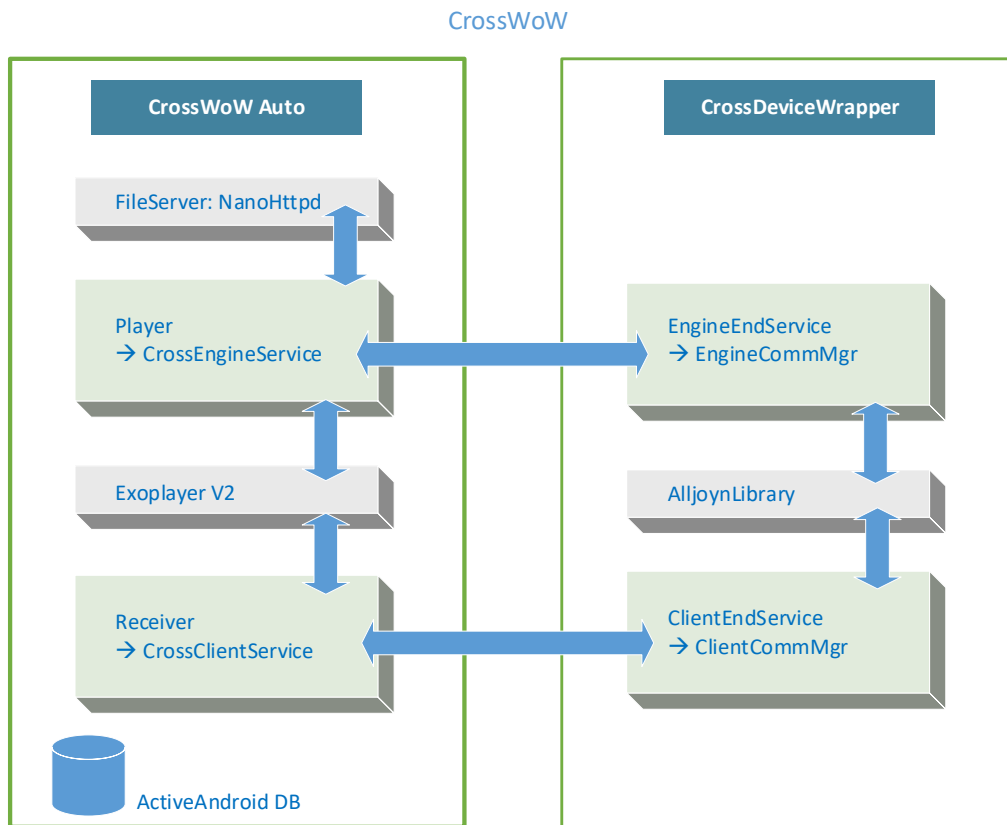 CrossWoW
CrossWoW Auto
FileServer: NanoHttpd
Player
→ CrossEngineService
Exoplayer V2
Receiver
→ CrossClientService
ActiveAndroid DB
CrossDeviceWrapper
EngineEndService
→ EngineCommMgr
AlljoynLibrary
ClientEndService
→ ClientCommMgr